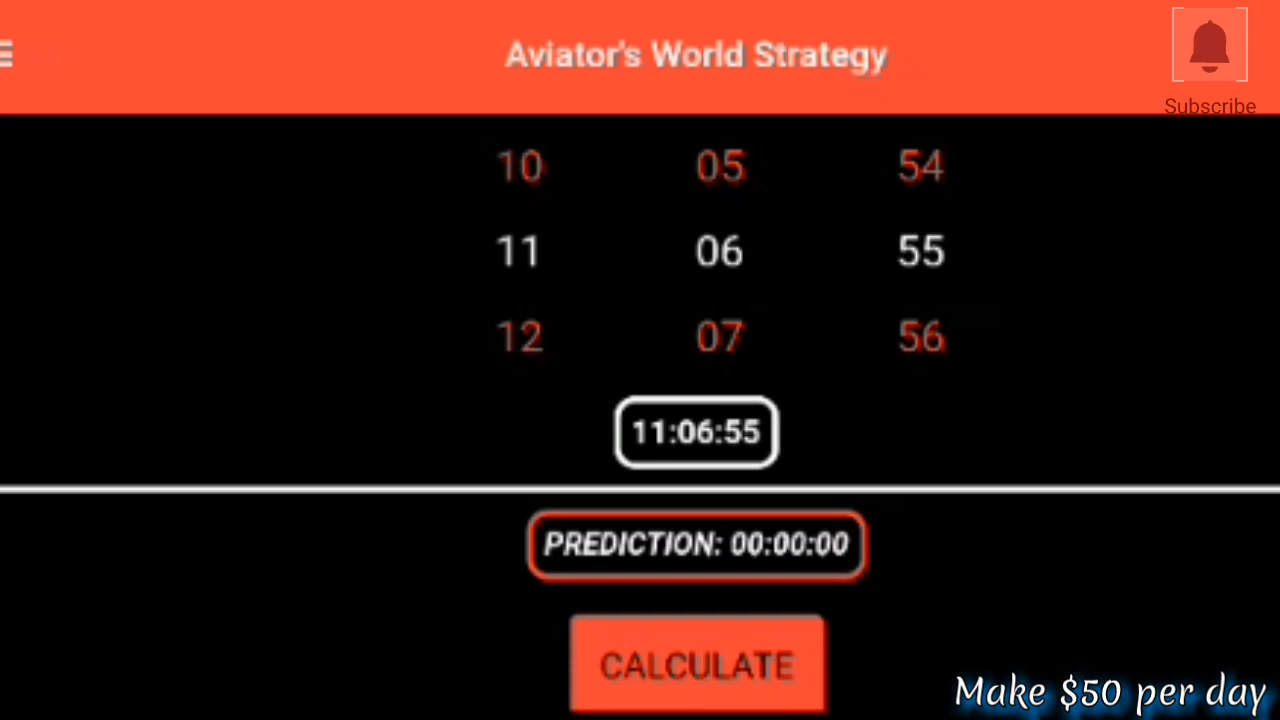 Aviator's World Strategy
Subscribe
10 05 54
11 06 55
12 07 56
11:06:55
PREDICTION: 00:00:00
CALCULATE
Make $50 per day